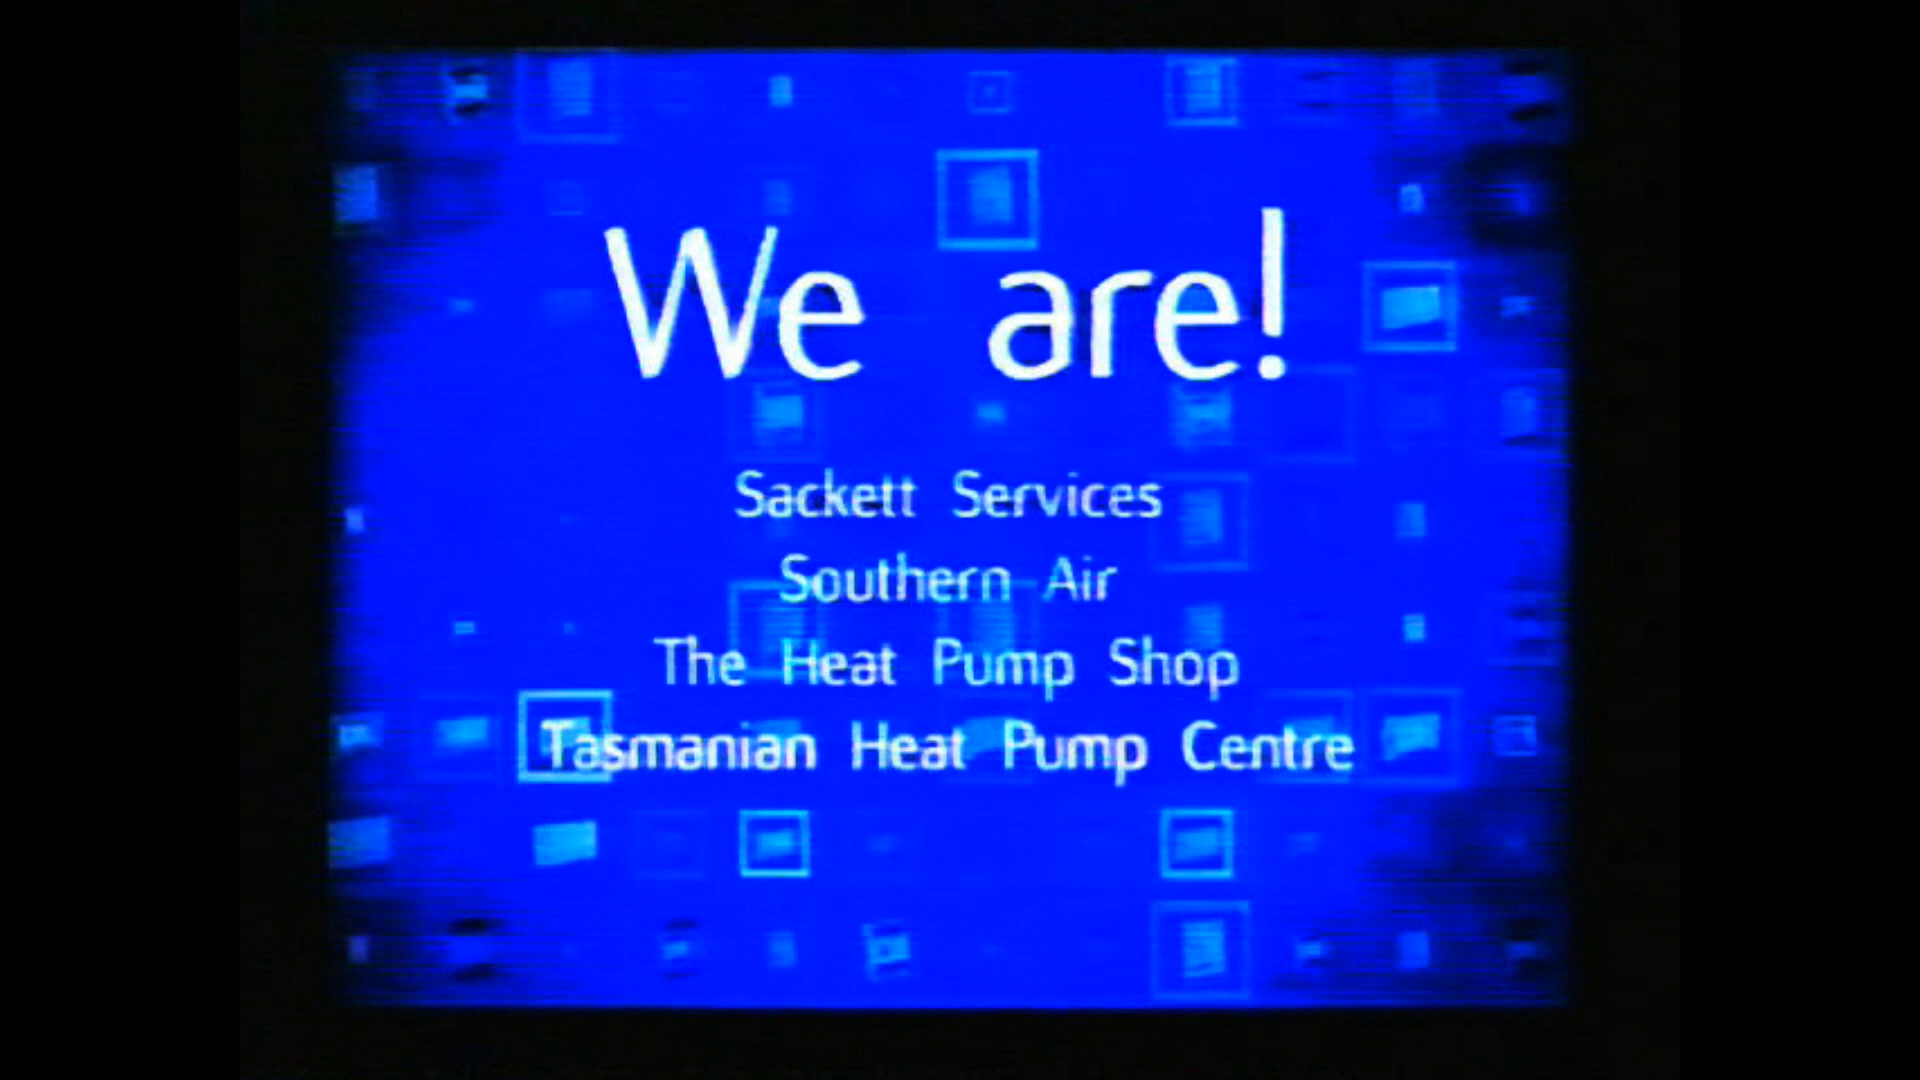 We are!
Sackett Services
Southern Air
The Heat Pump Shop
Tasmanian Heat Pump Centre